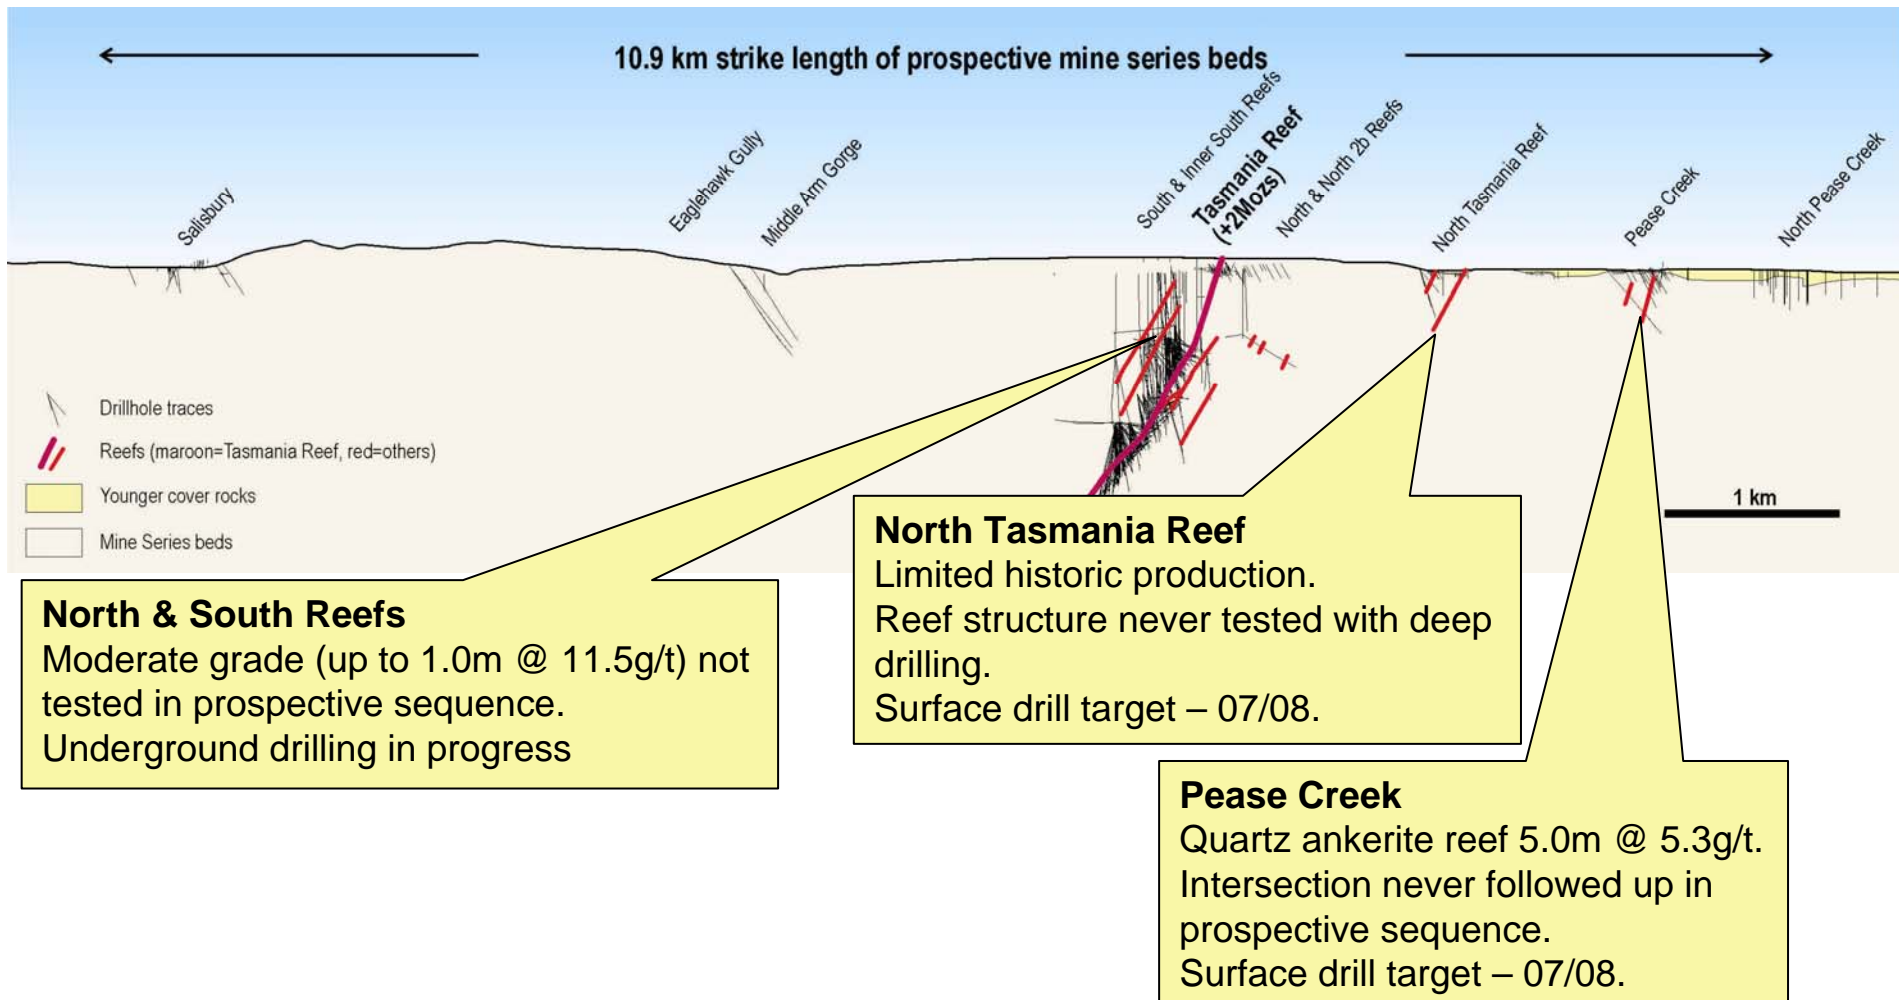 10.9 km strike length of prospective mine series beds
Salisbury
Eaglehawk Gully
Middle Arm Gorge
South & Inner South Reefs
Tasmania Reef
(+2Mozs)
North & North 2b Reefs
North Tasmania Reef
Pease Creek
North Pease Creek
Drillhole traces
Reefs (maroon=Tasmania Reef, red=others)
Younger cover rocks
Mine Series beds
1 km
North & South Reefs
Moderate grade (up to 1.0m @ 11.5g/t) not
tested in prospective sequence.
Underground drilling in progress
North Tasmania Reef
Limited historic production.
Reef structure never tested with deep
drilling.
Surface drill target – 07/08.
Pease Creek
Quartz ankerite reef 5.0m @ 5.3g/t.
Intersection never followed up in
prospective sequence.
Surface drill target – 07/08.